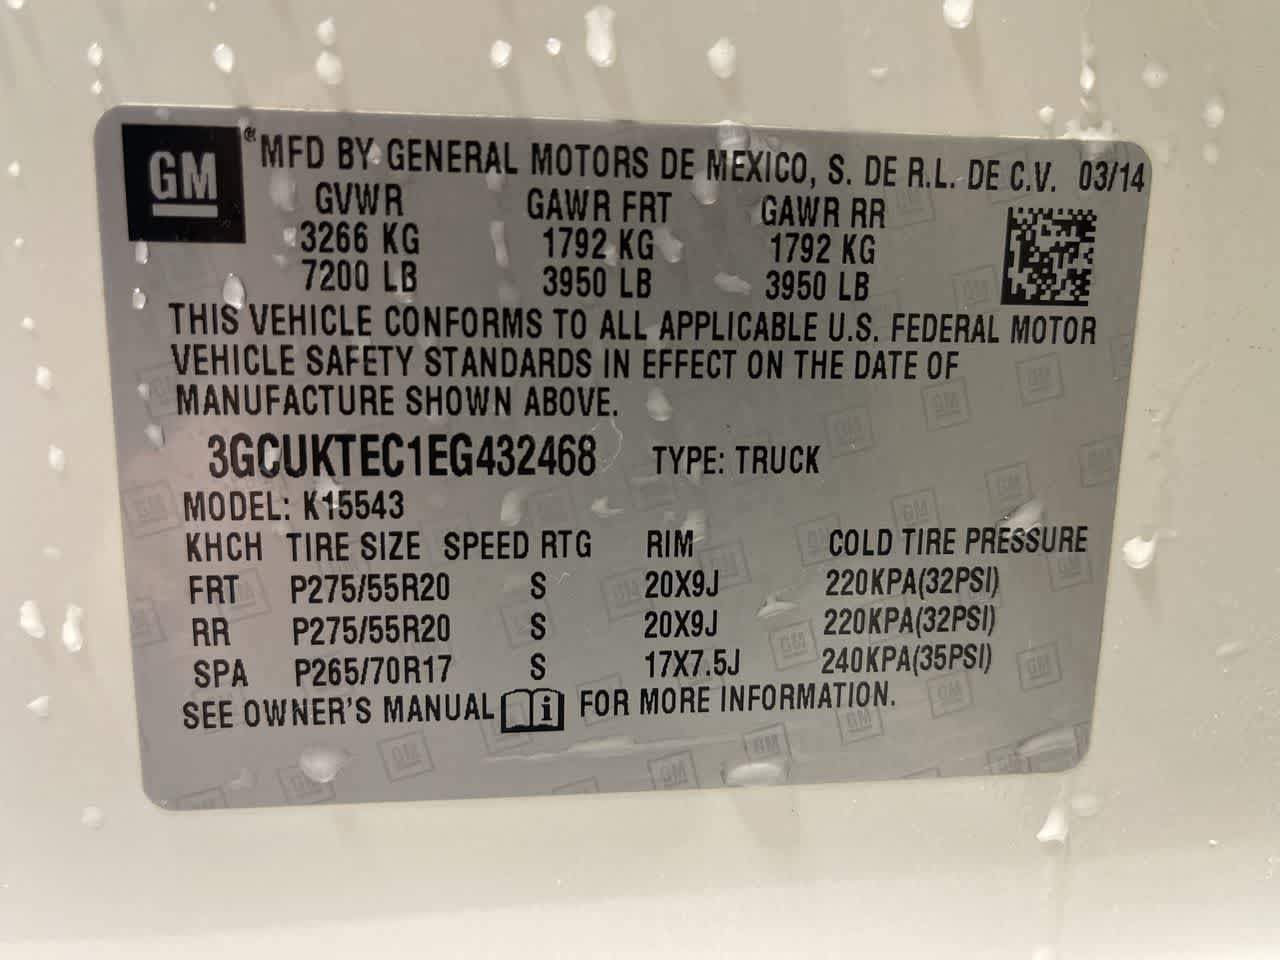 GM ® MFD BY GENERAL MOTORS DE MEXICO, S. DE R.L. DE C.V. 03/14
GVWR GAWR FRT GAWR RR
3266 KG 1792 KG 1792 KG
7200 LB 3950 LB 3950 LB
THIS VEHICLE CONFORMS TO ALL APPLICABLE U.S. FEDERAL MOTOR
VEHICLE SAFETY STANDARDS IN EFFECT ON THE DATE OF
MANUFACTURE SHOWN ABOVE.
3GCUKTEC1EG432468 TYPE: TRUCK
MODEL: K15543
KHCH TIRE SIZE SPEED RTG RIM COLD TIRE PRESSURE
FRT P275/55R20 S 20X9J 220KPA(32PSI)
RR P275/55R20 S 20X9J 220KPA(32PSI)
SPA P265/70R17 S 17X7.5J 240KPA(35PSI)
SEE OWNER'S MANUAL i FOR MORE INFORMATION.